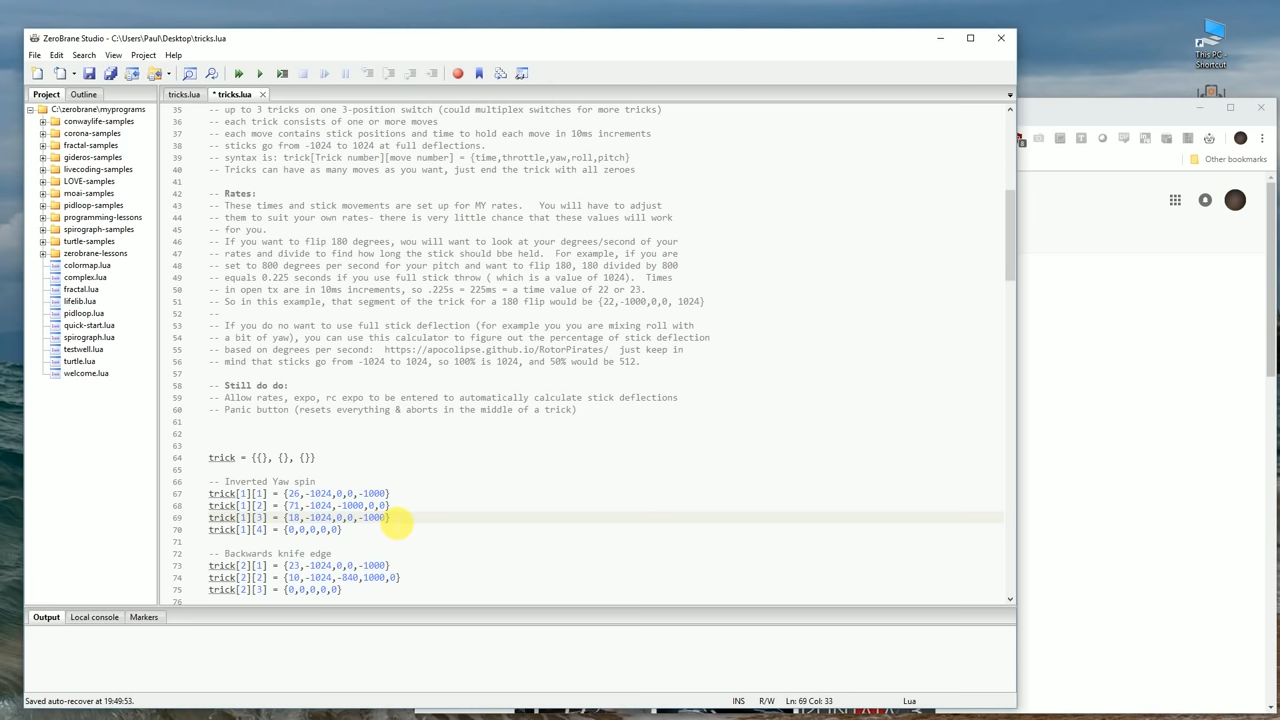 This PC -
Shortcut
ZeroBrane Studio - C:\Users\Paul\Desktop\tricks.lua
File Edit Search View Project Help
Project Outline
tricks.lua * tricks.lua
C:\zerobrane\myprograms
conwaylife-samples
corona-samples
fractal-samples
gideros-samples
livecoding-samples
LOVE-samples
moai-samples
pidloop-samples
programming-lessons
spirograph-samples
turtle-samples
zerobrane-lessons
colormap.lua
complex.lua
fractal.lua
lifelib.lua
pidloop.lua
quick-start.lua
spirograph.lua
testwell.lua
turtle.lua
welcome.lua
35 -- up to 3 tricks on one 3-position switch (could multiplex switches for more tricks)
36 -- each trick consists of one or more moves
37 -- each move contains stick positions and time to hold each move in 10ms increments
38 -- sticks go from -1024 to 1024 at full deflections.
39 -- syntax is: trick[Trick number][move number] = {time,throttle,yaw,roll,pitch}
40 -- Tricks can have as many moves as you want, just end the trick with all zeroes
41
42 -- Rates:
43 -- These times and stick movements are set up for MY rates. You will have to adjust
44 -- them to suit your own rates- there is very little chance that these values will work
45 -- for you.
46 -- If you want to flip 180 degrees, wou will want to look at your degrees/second of your
47 -- rates and divide to find how long the stick should bbe held. For example, if you are
48 -- set to 800 degrees per second for your pitch and want to flip 180, 180 divided by 800
49 -- equals 0.225 seconds if you use full stick throw ( which is a value of 1024). Times
50 -- in open tx are in 10ms increments, so .225s = 225ms = a time value of 22 or 23.
51 -- So in this example, that segment of the trick for a 180 flip would be {22,-1000,0,0, 1024}
52 --
53 -- If you do no want to use full stick deflection (for example you you are mixing roll with
54 -- a bit of yaw), you can use this calculator to figure out the percentage of stick deflection
55 -- based on degrees per second: https://apocolipse.github.io/RotorPirates/ just keep in
56 -- mind that sticks go from -1024 to 1024, so 100% is 1024, and 50% would be 512.
57
58 -- Still do do:
59 -- Allow rates, expo, rc expo to be entered to automatically calculate stick deflections
60 -- Panic button (resets everything & aborts in the middle of a trick)
61
62
63
64 trick = {{}, {}, {}}
65
66 -- Inverted Yaw spin
67 trick[1][1] = {26,-1024,0,0,-1000}
68 trick[1][2] = {71,-1024,-1000,0,0}
69 trick[1][3] = {18,-1024,0,0,-1000}
70 trick[1][4] = {0,0,0,0,0}
71
72 -- Backwards knife edge
73 trick[2][1] = {23,-1024,0,0,-1000}
74 trick[2][2] = {10,-1024,-840,1000,0}
75 trick[2][3] = {0,0,0,0,0}
76
Other bookmarks
Output Local console Markers
Saved auto-recover at 19:49:53. INS R/W Ln: 69 Col: 33 Lua